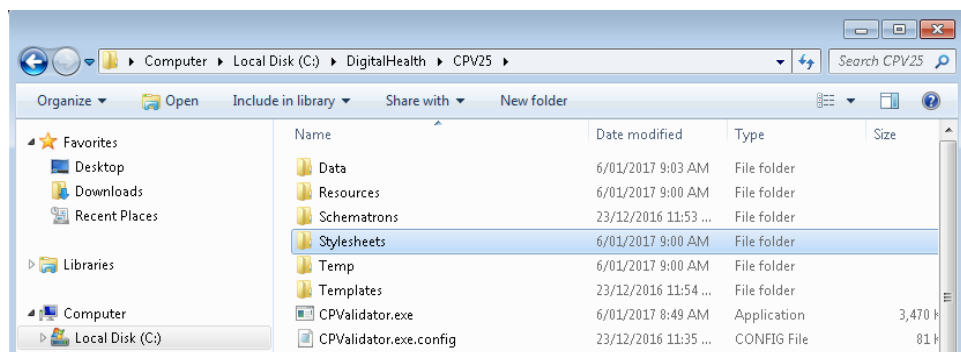 Computer Local Disk (C:) DigitalHealth CPV25 Search CPV25
Organize Open Include in library Share with New folder
Name Date modified Type Size
Favorites
Desktop Data 6/01/2017 9:03 AM File folder
Downloads Resources 6/01/2017 9:00 AM File folder
Recent Places Schematrons 23/12/2016 11:53 ... File folder
Stylesheets 6/01/2017 9:00 AM File folder
Libraries Temp 6/01/2017 9:00 AM File folder
Templates 23/12/2016 11:54 ... File folder
Computer CPValidator.exe 6/01/2017 8:49 AM Application 3,470
Local Disk (C:) CPValidator.exe.config 23/12/2016 11:35 ... CONFIG File 81